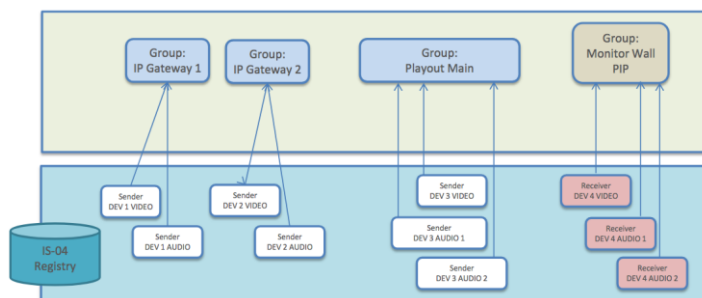 Group:
IP Gateway 1
Group:
IP Gateway 2
Group:
Playout Main
Group:
Monitor Wall
PIP
Sender
DEV 1 VIDEO
Sender
DEV 1 AUDIO
Sender
DEV 2 VIDEO
Sender
DEV 2 AUDIO
Sender
DEV 3 VIDEO
Sender
DEV 3 AUDIO 1
Sender
DEV 3 AUDIO 2
Receiver
DEV 4 VIDEO
Receiver
DEV 4 AUDIO 1
Receiver
DEV 4 AUDIO 2
IS-04
Registry